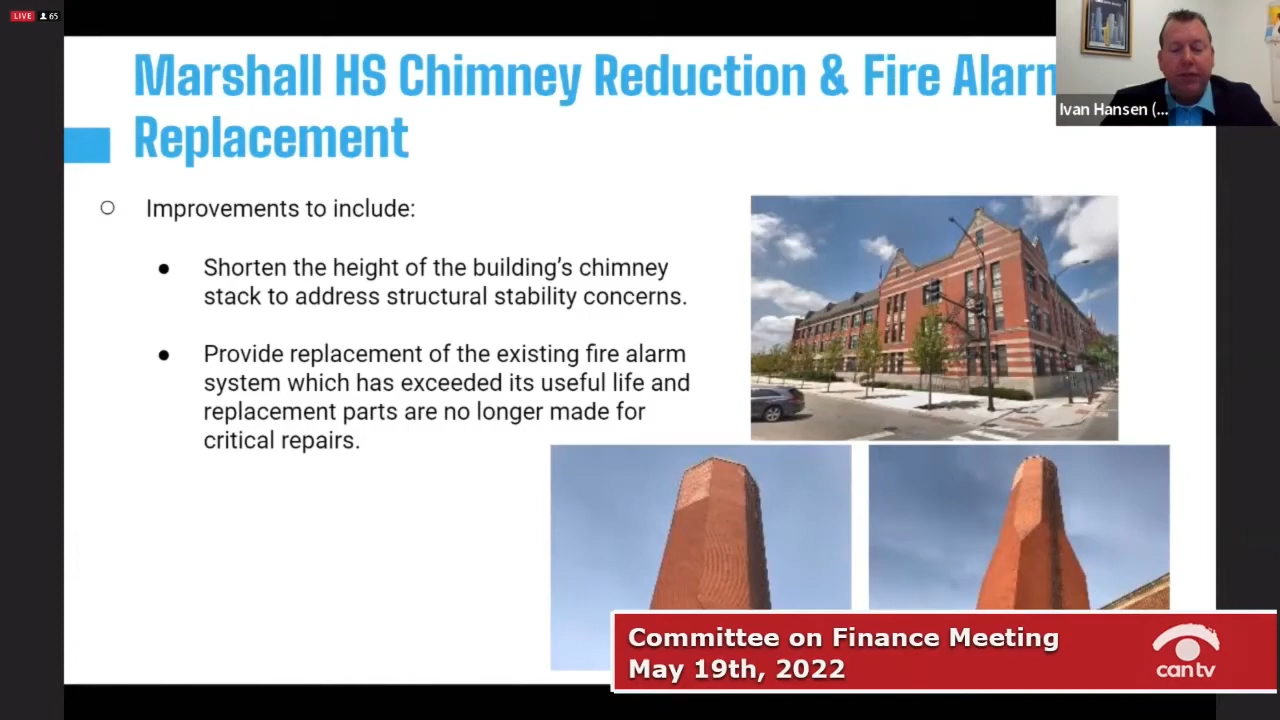 LIVE 65
Marshall HS Chimney Reduction & Fire Alarm
Replacement
Ivan Hansen (...
Improvements to include:
Shorten the height of the building's chimney
stack to address structural stability concerns.
Provide replacement of the existing fire alarm
system which has exceeded its useful life and
replacement parts are no longer made for
critical repairs.
Committee on Finance Meeting
May 19th, 2022
can tv